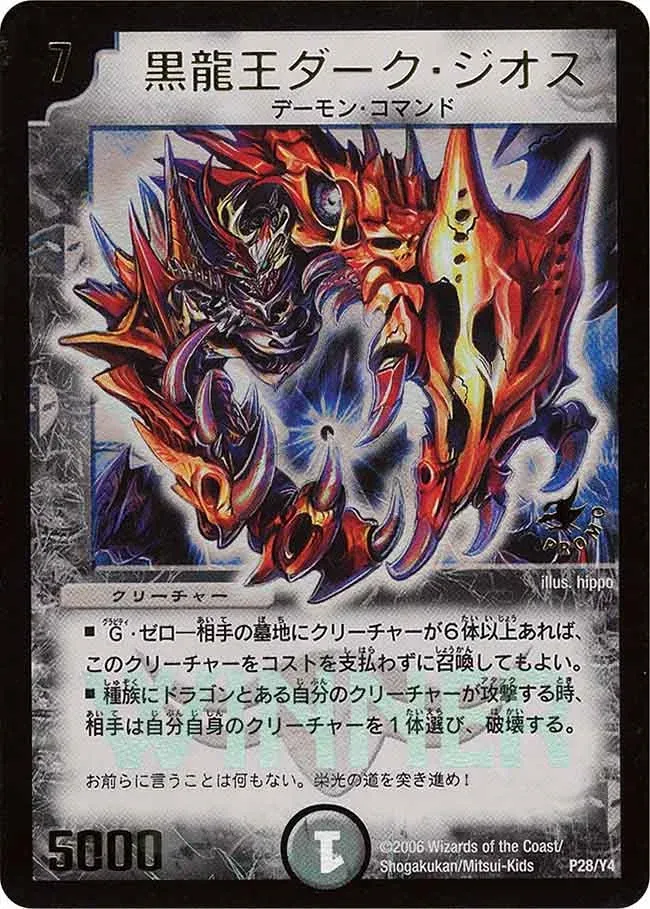 7
黒龍王ダーク・ジオス
デーモン・コマンド
PROMO
illus. hippo
クリーチャー
■ G・ゼロ—相手の墓地にクリーチャーが6体以上あれば、
このクリーチャーをコストを支払わずに召喚してもよい。
■ 種族にドラゴンとある自分のクリーチャーが攻撃する時、
相手は自分自身のクリーチャーを1体選び、破壊する。
WINNER
お前らに言うことは何もない。栄光の道を突き進め!
5000
1
©2006 Wizards of the Coast/
Shogakukan/Mitsui-Kids
P28/Y4